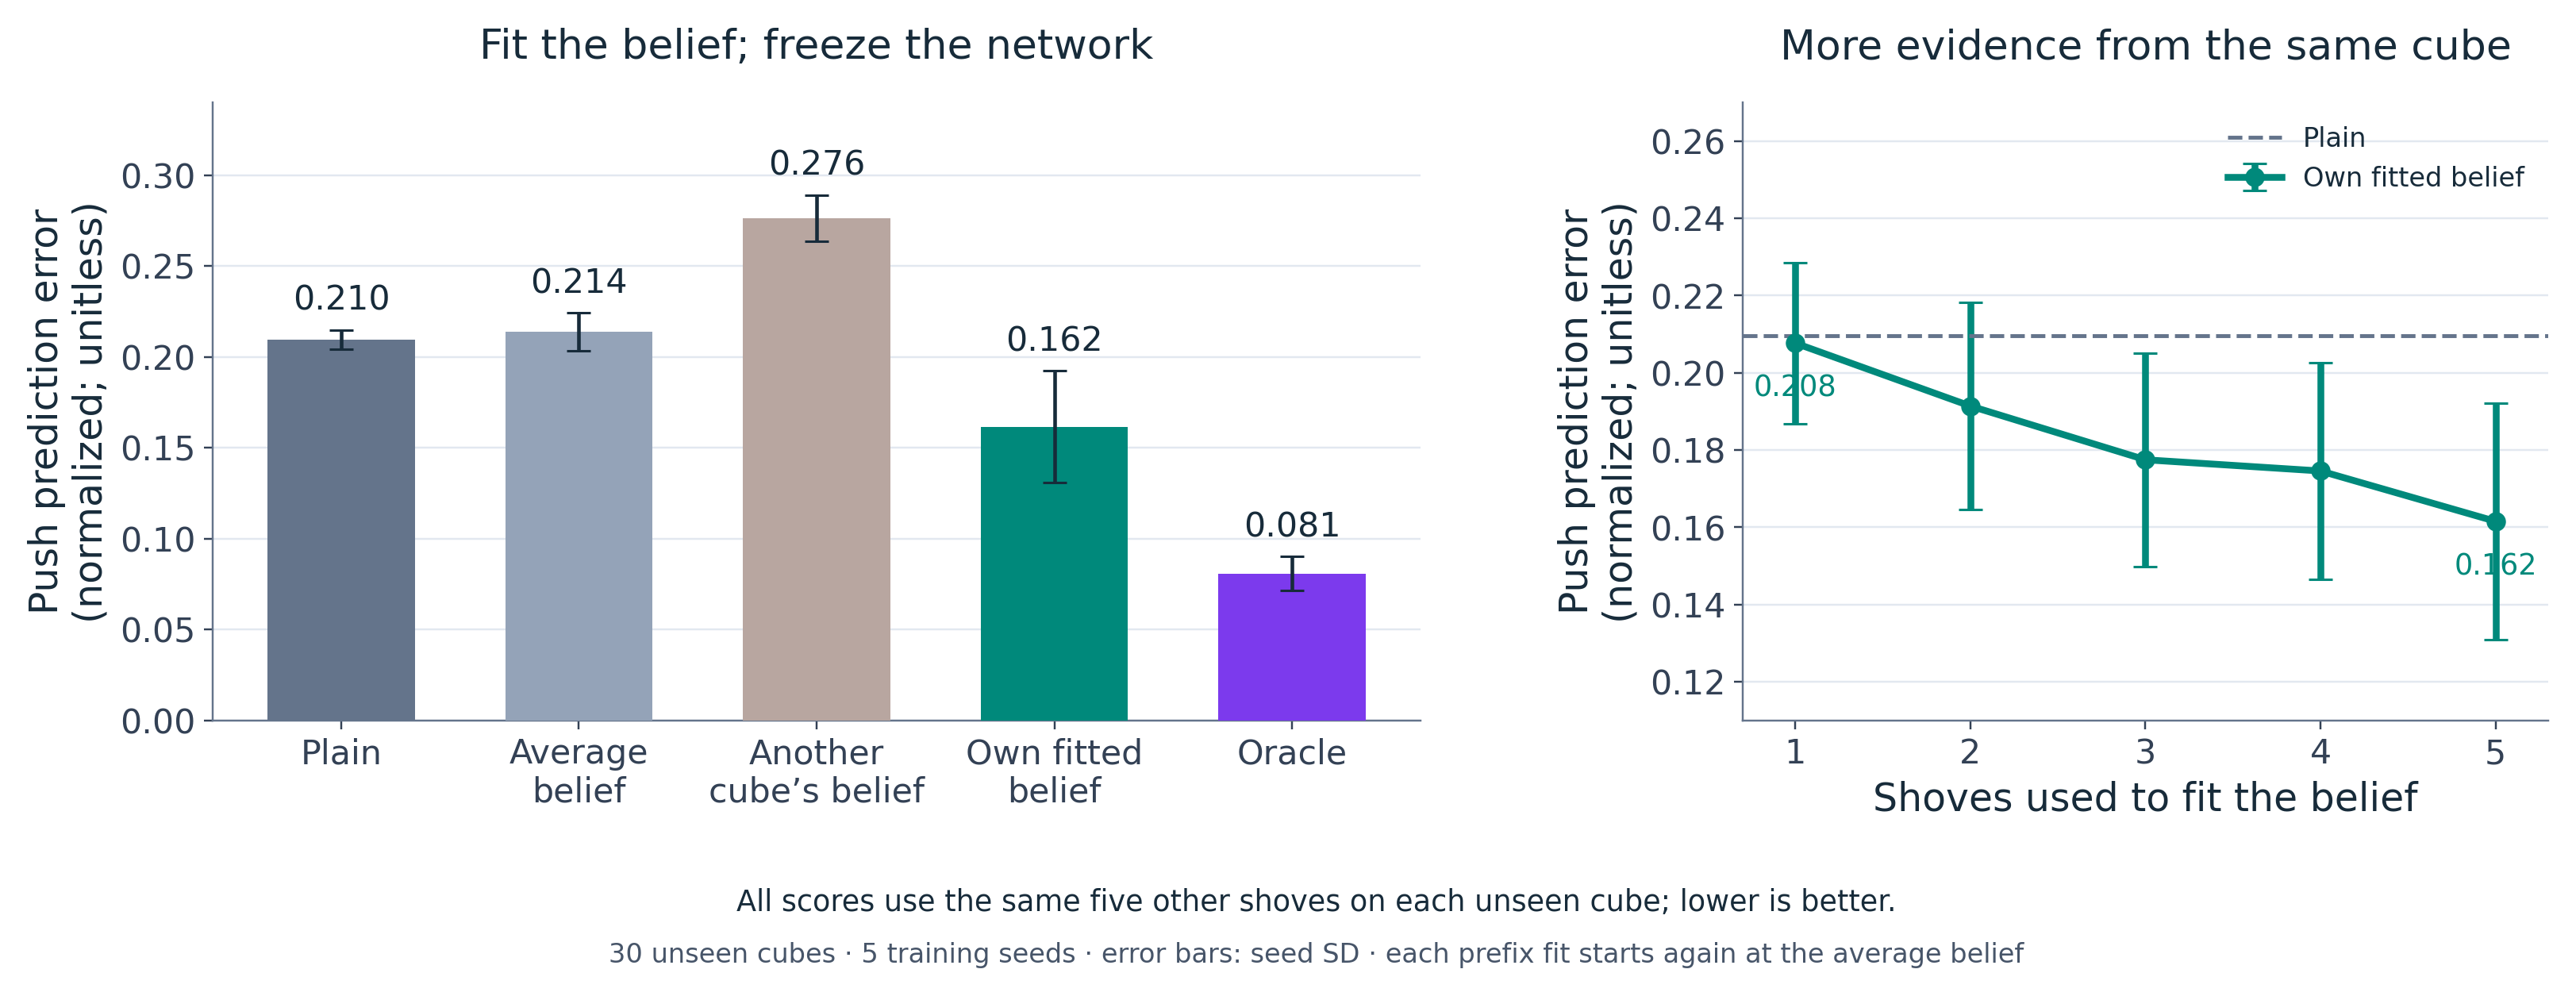 Fit the belief; freeze the network
Push prediction error
(normalized; unitless)
0.30
0.25
0.20
0.15
0.10
0.05
0.00
0.210
0.214
0.276
0.162
0.081
Plain
Average
belief
Another
cube’s belief
Own fitted
belief
Oracle
More evidence from the same cube
Push prediction error
(normalized; unitless)
0.26
0.24
0.22
0.20
0.18
0.16
0.14
0.12
Plain
Own fitted belief
0.208
0.162
1
2
3
4
5
Shoves used to fit the belief
All scores use the same five other shoves on each unseen cube; lower is better.
30 unseen cubes · 5 training seeds · error bars: seed SD · each prefix fit starts again at the average belief